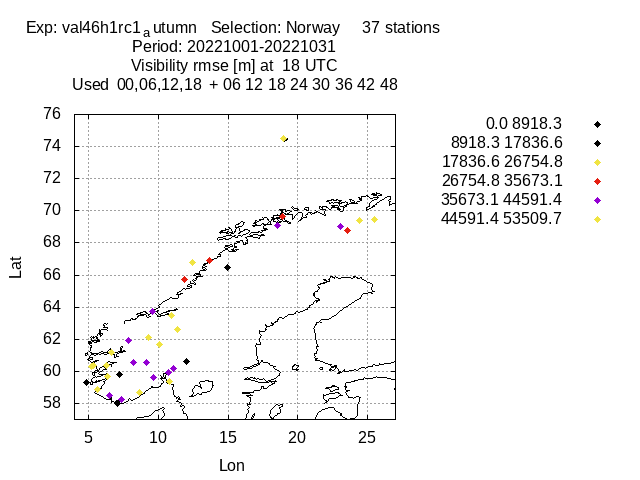 Exp: val46h1rc1a utumn Selection: Norway 37 stations
Period: 20221001-20221031
Visibility rmse [m] at 18 UTC
Used 00,06,12,18 + 06 12 18 24 30 36 42 48
76
74
72
70
68
66
64
62
60
58
Lat
5 10 15 20 25
Lon
0.0 8918.3
8918.3 17836.6
17836.6 26754.8
26754.8 35673.1
35673.1 44591.4
44591.4 53509.7